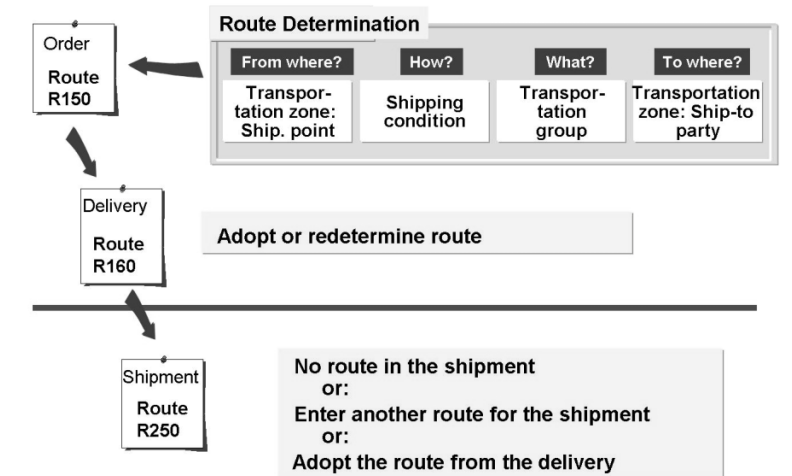 Route Determination
Order
Route
R150
From where?
How?
What?
To where?
Transpor-
tation zone:
Ship. point
Shipping
condition
Transpor-
tation
group
Transportation
zone: Ship-to
party
Delivery
Route
R160
Adopt or redetermine route
Shipment
Route
R250
No route in the shipment
or:
Enter another route for the shipment
or:
Adopt the route from the delivery